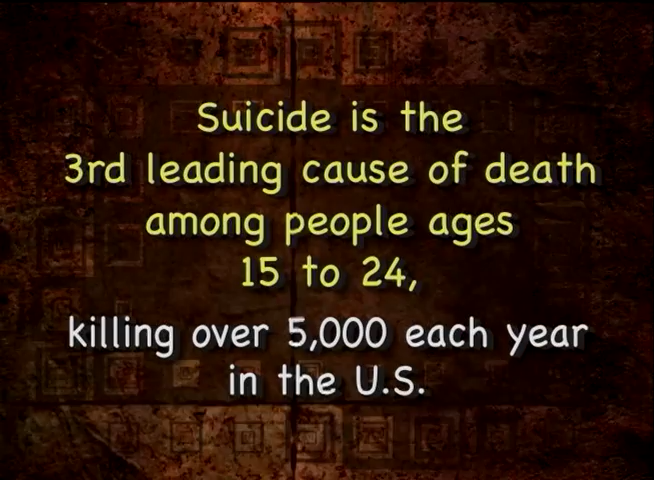 Suicide is the
3rd leading cause of death
among people ages
15 to 24,
killing over 5,000 each year
in the U.S.